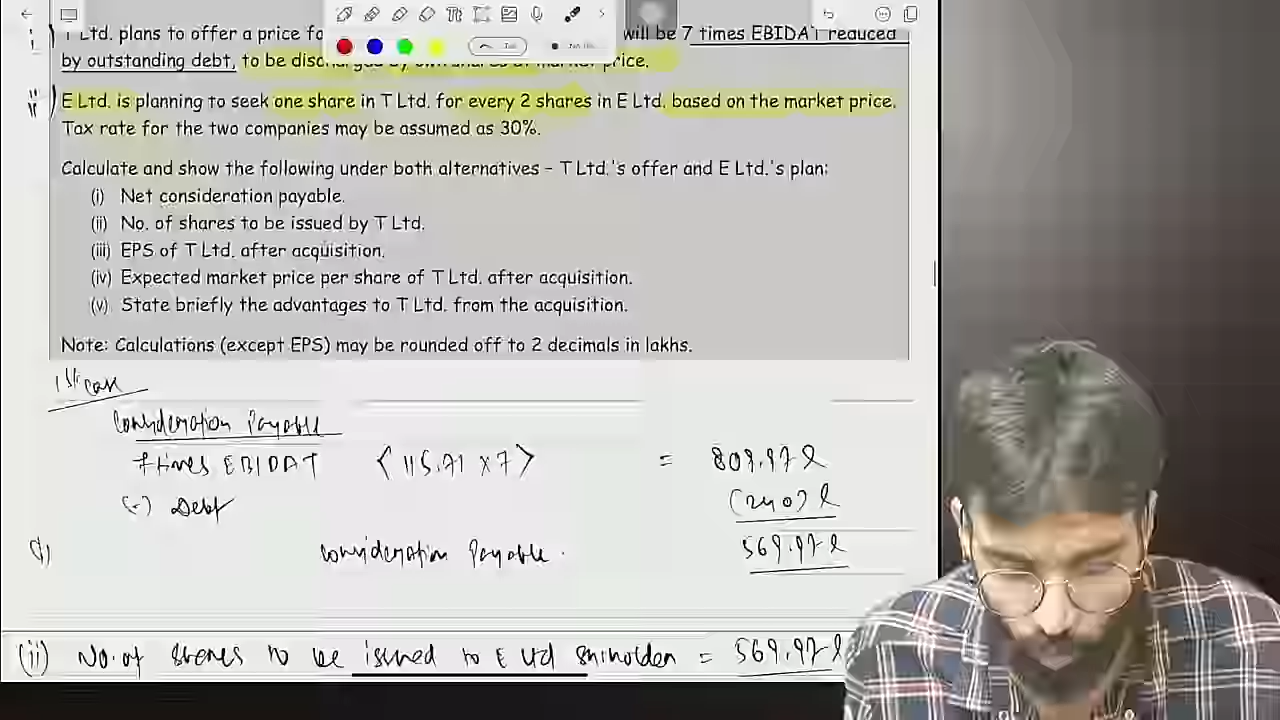 T Ltd. plans to offer a price fo will be 7 times EBIDAT reduced
by outstanding debt, to be discharged by own shares at market price.
E Ltd. is planning to seek one share in T Ltd. for every 2 shares in E Ltd. based on the market price.
Tax rate for the two companies may be assumed as 30%.
Calculate and show the following under both alternatives – T Ltd.'s offer and E Ltd.'s plan:
(i) Net consideration payable.
(ii) No. of shares to be issued by T Ltd.
(iii) EPS of T Ltd. after acquisition.
(iv) Expected market price per share of T Ltd. after acquisition.
(v) State briefly the advantages to T Ltd. from the acquisition.
Note: Calculations (except EPS) may be rounded off to 2 decimals in lakhs.
1st case
Consideration Payable
7 times EBIDAT < 115.71 x 7 > = 809.97 l
(-) Debt (240) l
(i) Consideration Payable. 569.97 l
(ii) No. of shares to be issued to E Ltd = 569.97 l